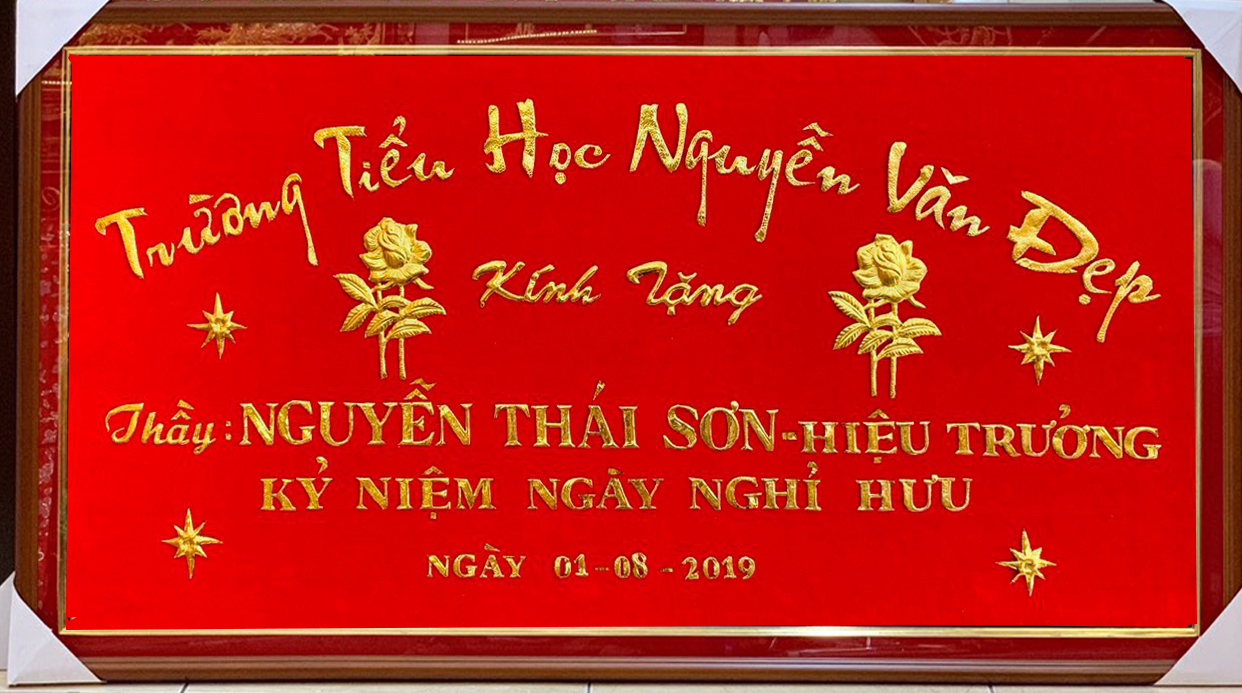 Trường Tiểu Học Nguyễn Văn Đẹp
Kính Tặng
Thầy: NGUYỄN THÁI SƠN - HIỆU TRƯỞNG
KỶ NIỆM NGÀY NGHỈ HƯU
NGÀY 01-08-2019